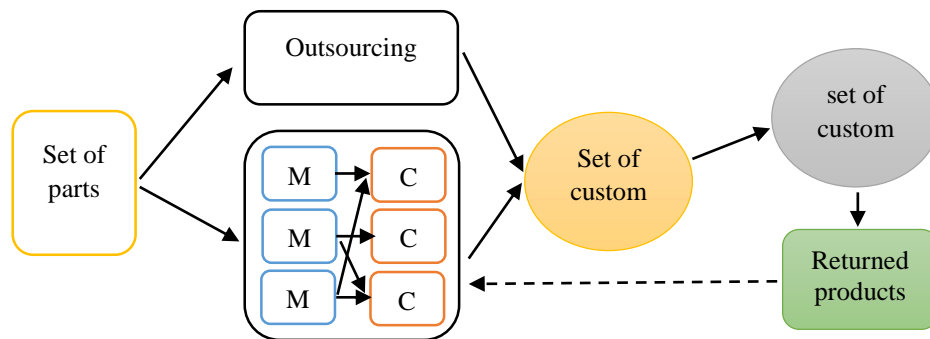 Outsourcing
Set of
parts
M
C
M
C
M
C
Set of
custom
set of
custom
Returned
products